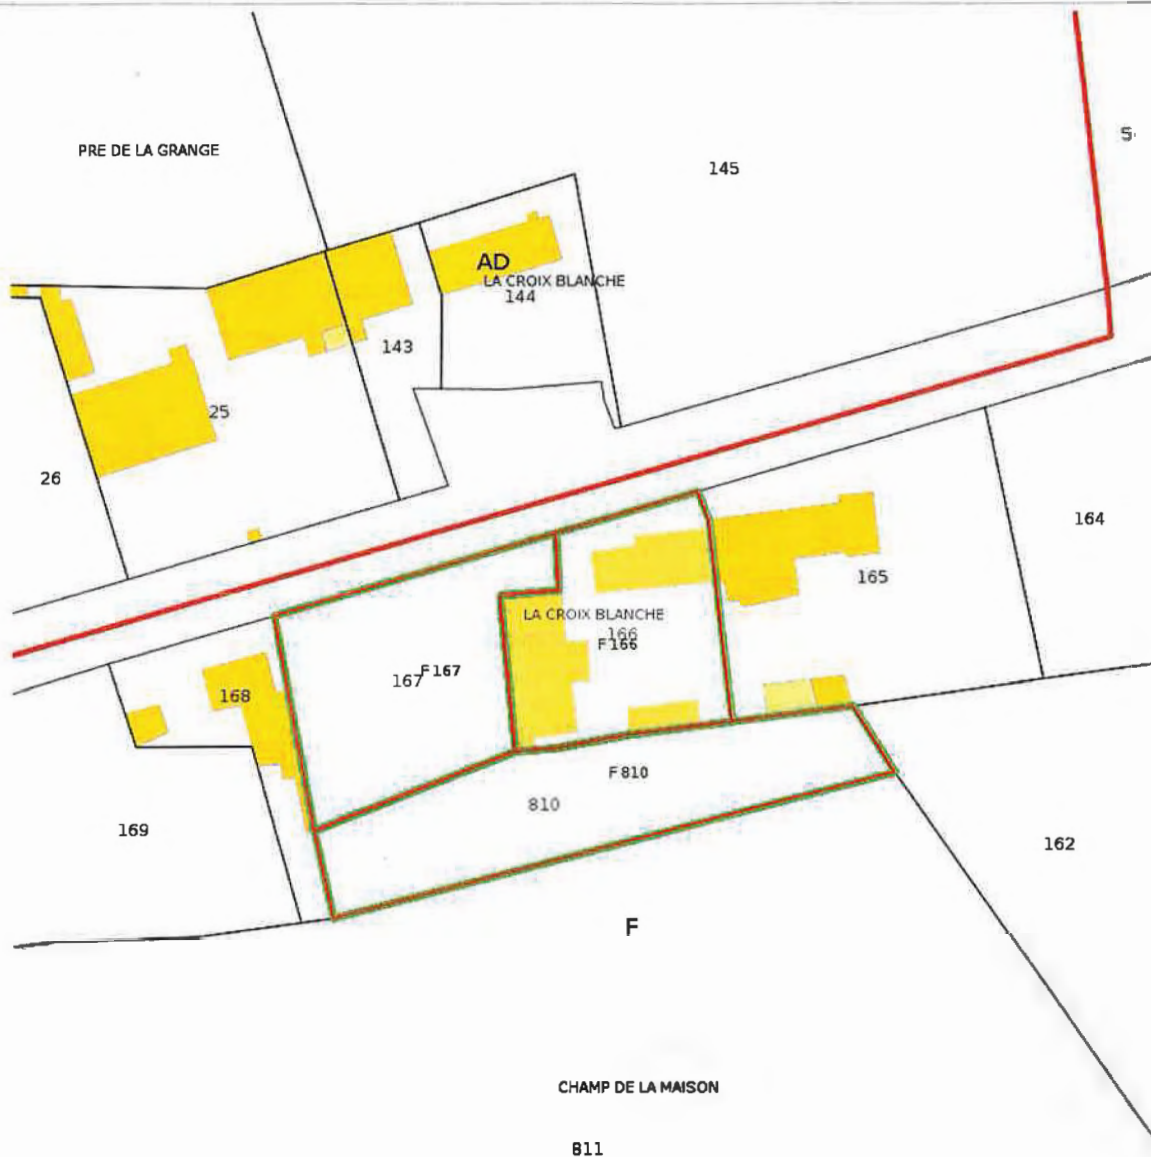 5
PRE DE LA GRANGE
145
AD
LA CROIX BLANCHE
144
143
25
26
164
165
LA CROIX BLANCHE
166
F 166
167
F 167
168
F 810
810
169
162
F
CHAMP DE LA MAISON
811